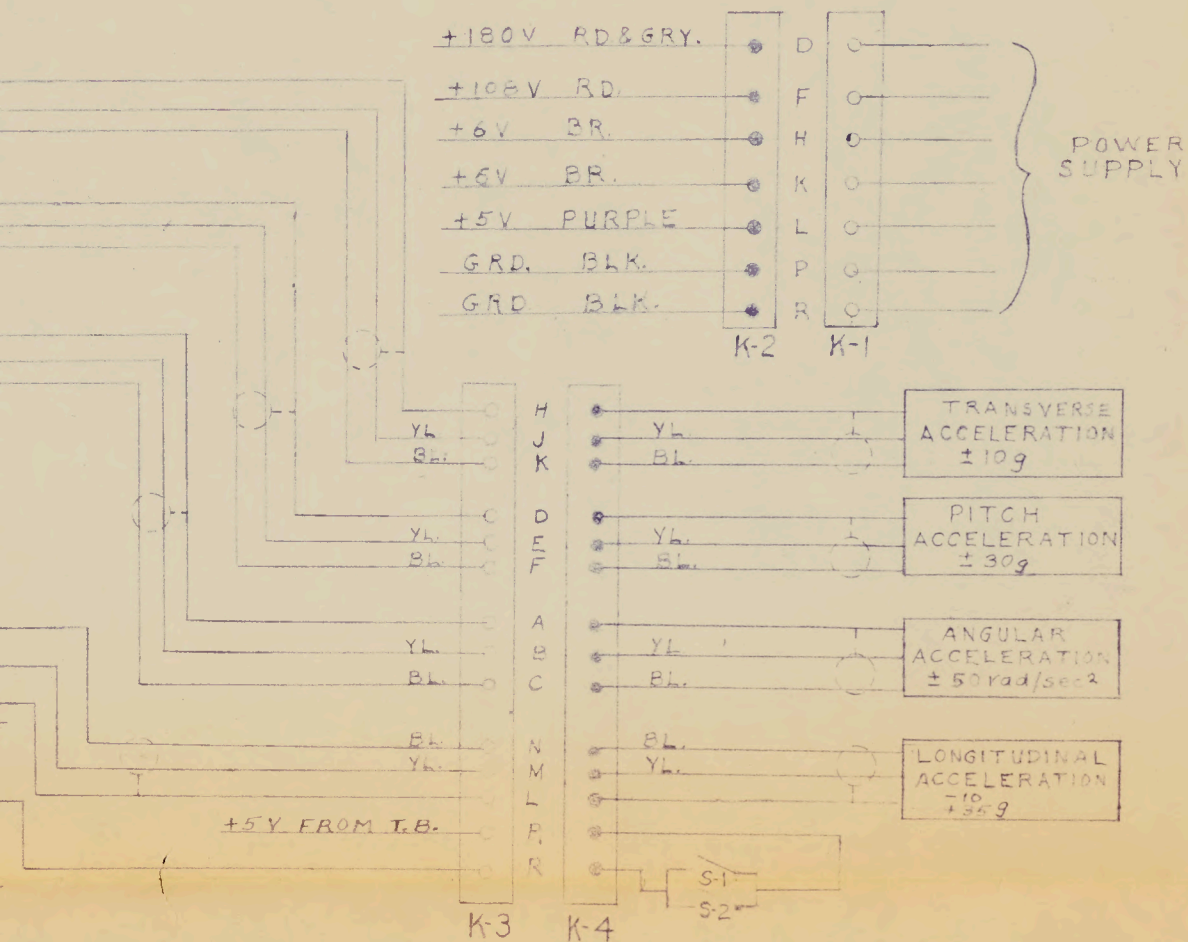 +180V RD & GRY. D
+108V RD. F
+6V BR. H
+6V BR. K
+5V PURPLE L
GRD. BLK. P
GRD BLK. R
K-2 K-1
POWER
SUPPLY
H
YL J YL.
BL. K BL.
TRANSVERSE
ACCELERATION
± 10g
D
YL. E YL.
BL. F BL.
PITCH
ACCELERATION
± 30g
A
YL. B YL
BL. C BL.
ANGULAR
ACCELERATION
± 50 rad/sec²
BL. N BL.
YL. M YL.
L
LONGITUDINAL
ACCELERATION
-10
+35g
+5V FROM T.B. P
R
S-1
S-2
K-3 K-4